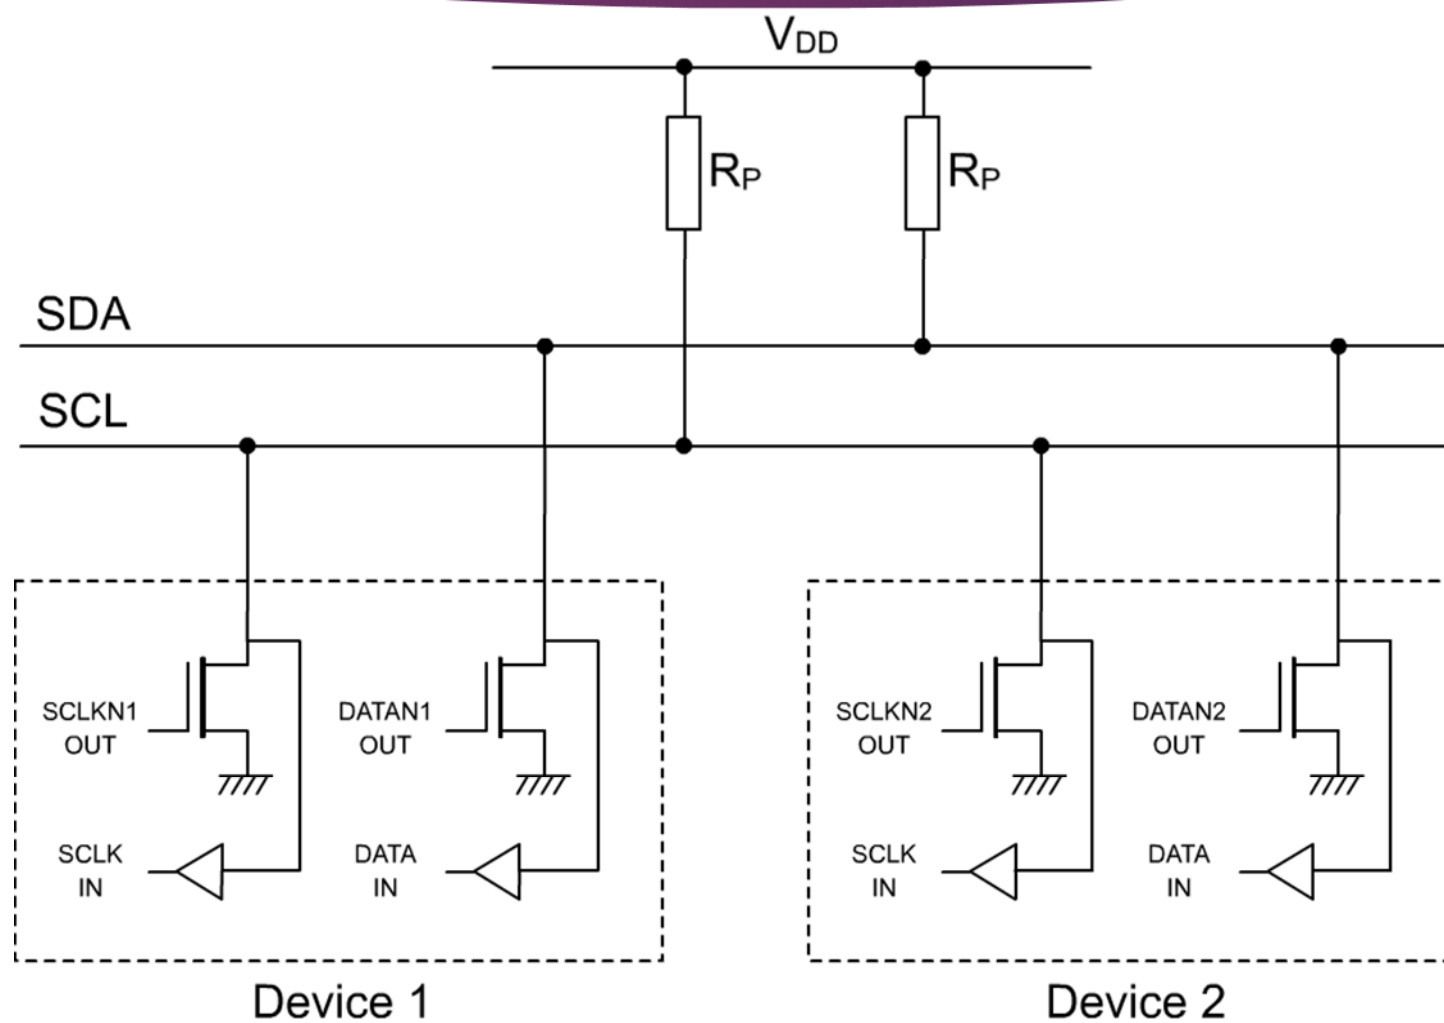 VDD
RP
RP
SDA
SCL
SCLKN1
OUT
DATAN1
OUT
SCLK
IN
DATA
IN
SCLKN2
OUT
DATAN2
OUT
SCLK
IN
DATA
IN
Device 1
Device 2